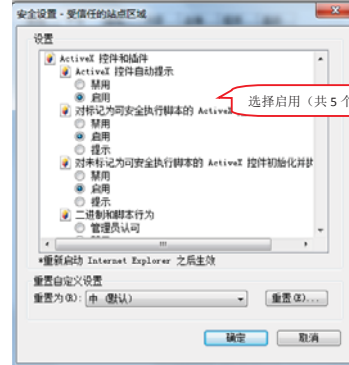 安全设置 - 受信任的站点区域
设置
ActiveX 控件和插件
ActiveX 控件自动提示
禁用
启用
对标记为可安全执行脚本的 ActiveX
选择启用（共 5 个
禁用
启用
提示
对未标记为可安全执行脚本的 ActiveX 控件初始化并执
禁用
启用
提示
二进制和脚本行为
管理员认可
*重新启动 Internet Explorer 之后生效
重置自定义设置
重置为(R): 中 (默认)
重置(E)...
确定 取消